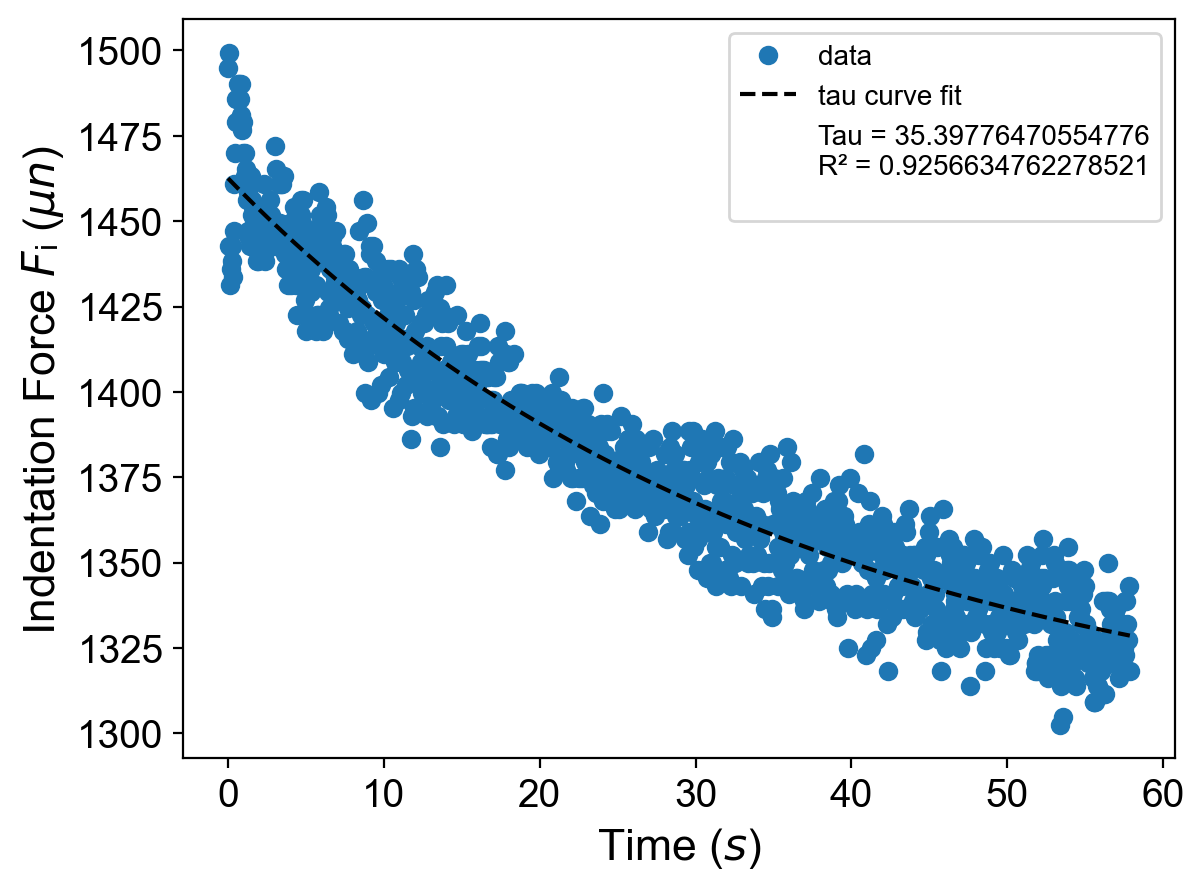 1500
1475
1450
1425
1400
1375
1350
1325
1300
Indentation Force Fᵢ (μn)
data
tau curve fit
Tau = 35.39776470554776
R² = 0.9256634762278521
0 10 20 30 40 50 60
Time (s)